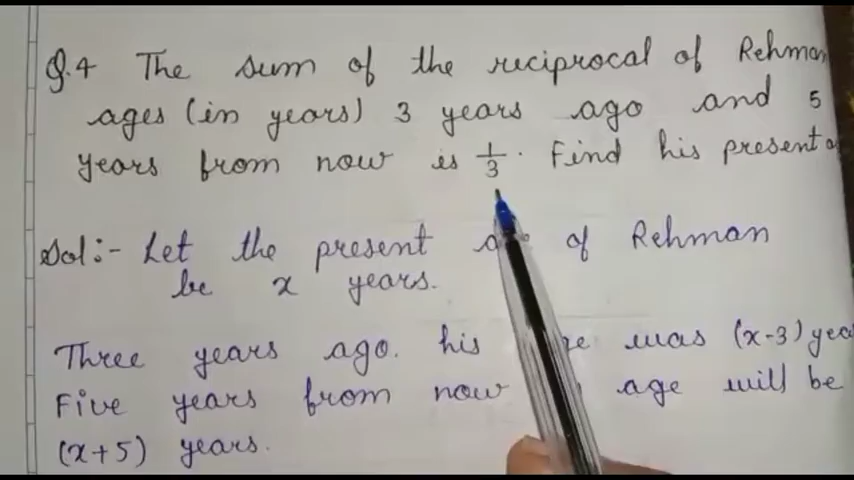 Q.4 The sum of the reciprocal of Rehman
ages (in years) 3 years ago and 5
years from now is 1/3. Find his present
Sol:- Let the present of Rehman
be x years.
Three years ago. his was (x-3)
Five years from now age will be
(x+5) years.